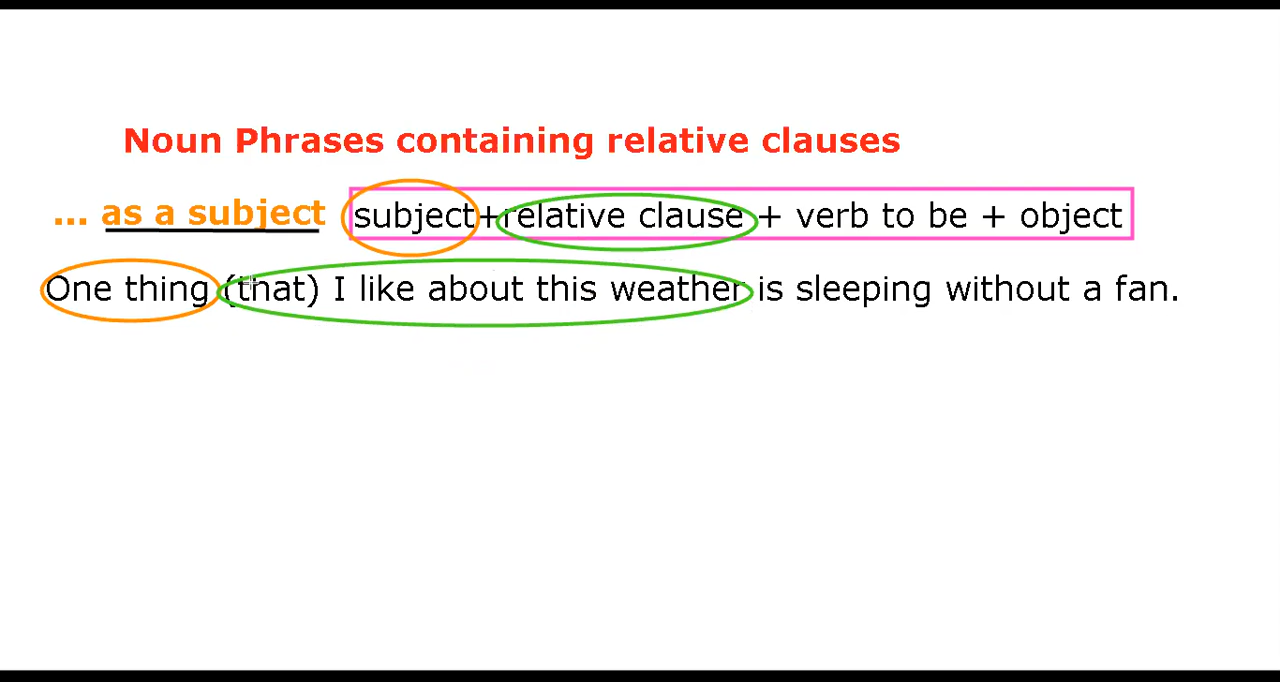 Noun Phrases containing relative clauses
... as a subject subject+relative clause + verb to be + object
One thing (that) I like about this weather is sleeping without a fan.